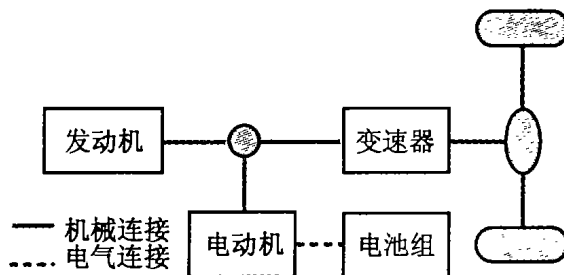 发动机
变速器
机械连接
电气连接
电动机
电池组